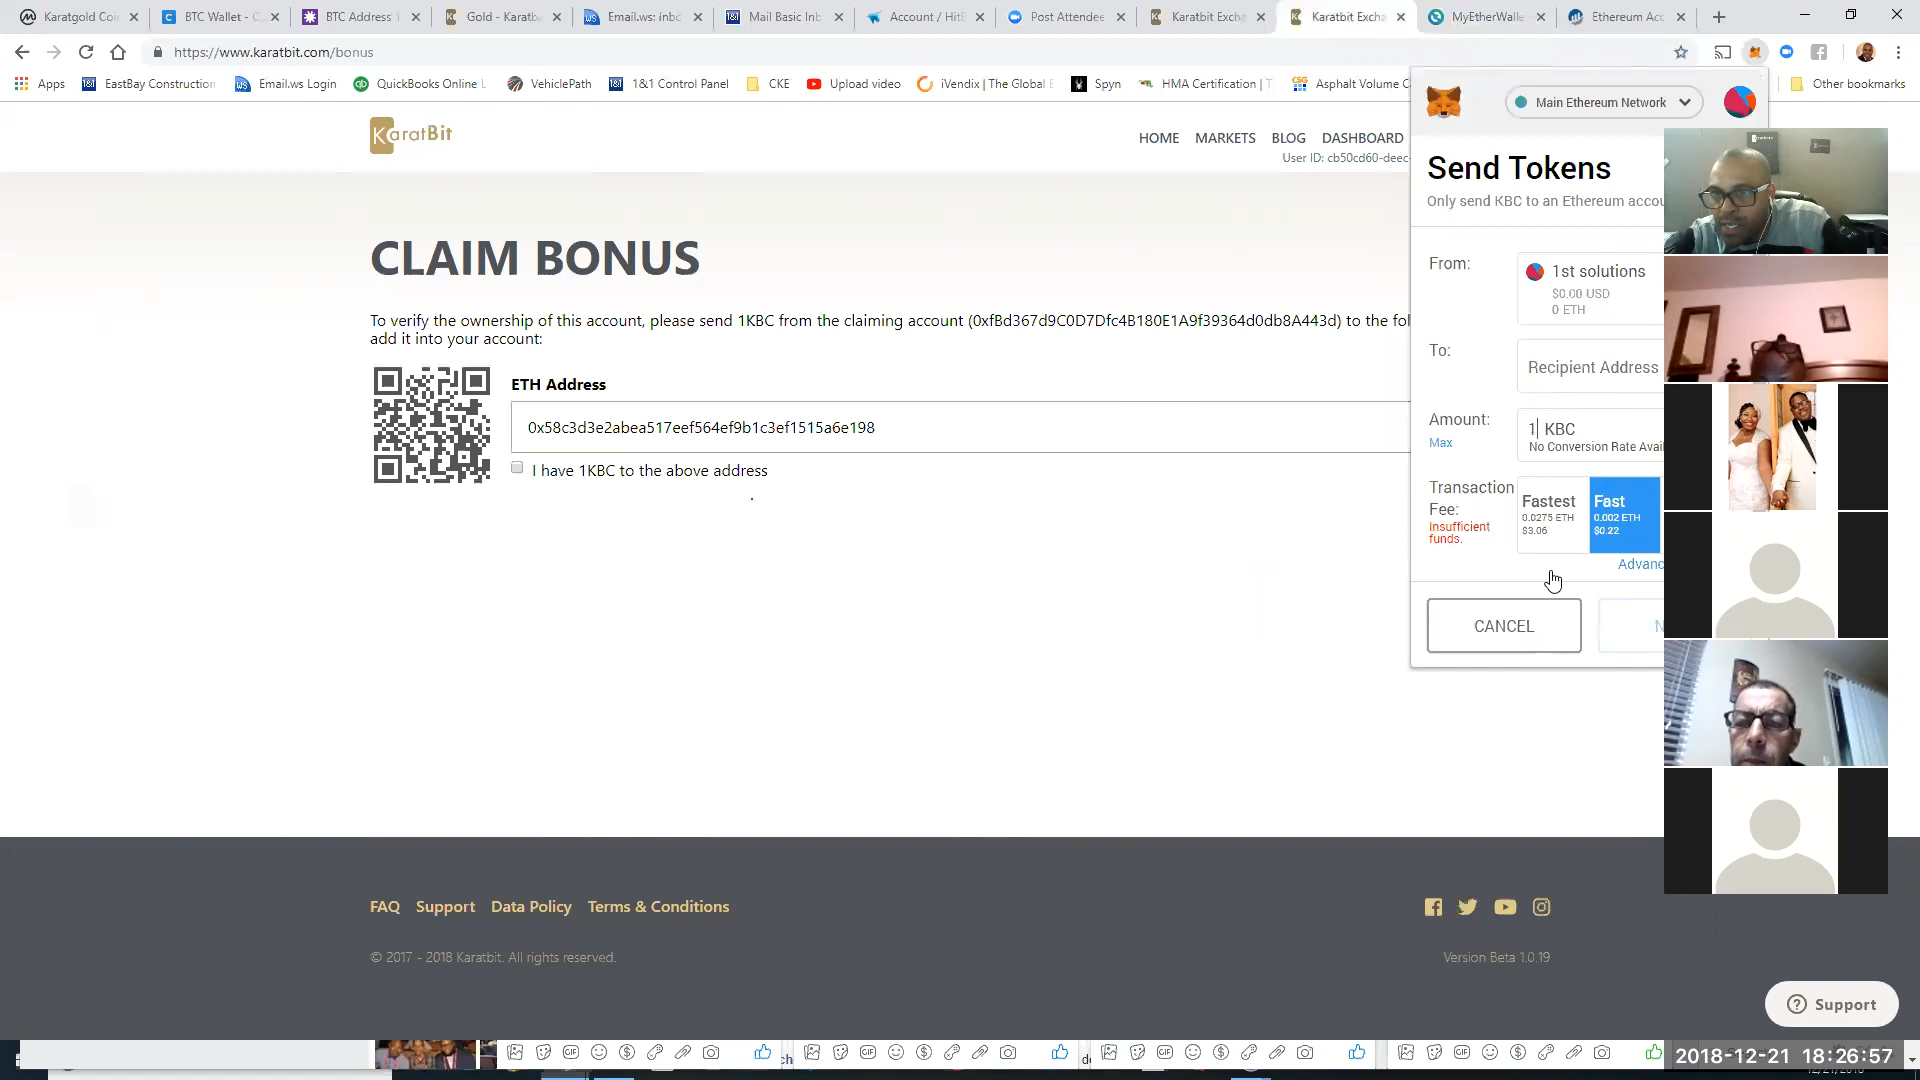 Karatgold Coi
BTC Wallet - C
BTC Address
Gold - Karatb
Email.ws: Inbc
Mail Basic Inb
Account / HitB
Post Attendee
Karatbit Excha
Karatbit Excha
MyEtherWalle
Ethereum Acc
https://www.karatbit.com/bonus
Apps
EastBay Construction
Email.ws Login
QuickBooks Online L
VehiclePath
1&1 Control Panel
CKE
Upload video
iVendix | The Global E
Spyn
HMA Certification | T
Asphalt Volume C
Other bookmarks
KaratBit
HOME MARKETS BLOG DASHBOARD
User ID: cb50cd60-deec-
Main Ethereum Network
Send Tokens
Only send KBC to an Ethereum accou
CLAIM BONUS
To verify the ownership of this account, please send 1KBC from the claiming account (0xfBd367d9C0D7Dfc4B180E1A9f39364d0db8A443d) to the fol
add it into your account:
ETH Address
0x58c3d3e2abea517eef564ef9b1c3ef1515a6e198
I have 1KBC to the above address
From:
1st solutions
$0.00 USD
0 ETH
To:
Recipient Address
Amount:
Max
1 KBC
No Conversion Rate Avai
Transaction
Fee:
Insufficient
funds.
Fastest
0.0275 ETH
$3.06
Fast
0.002 ETH
$0.22
Advanc
CANCEL
N
FAQ Support Data Policy Terms & Conditions
© 2017 - 2018 Karatbit. All rights reserved.
Version Beta 1.0.19
Support
2018-12-21 18:26:57